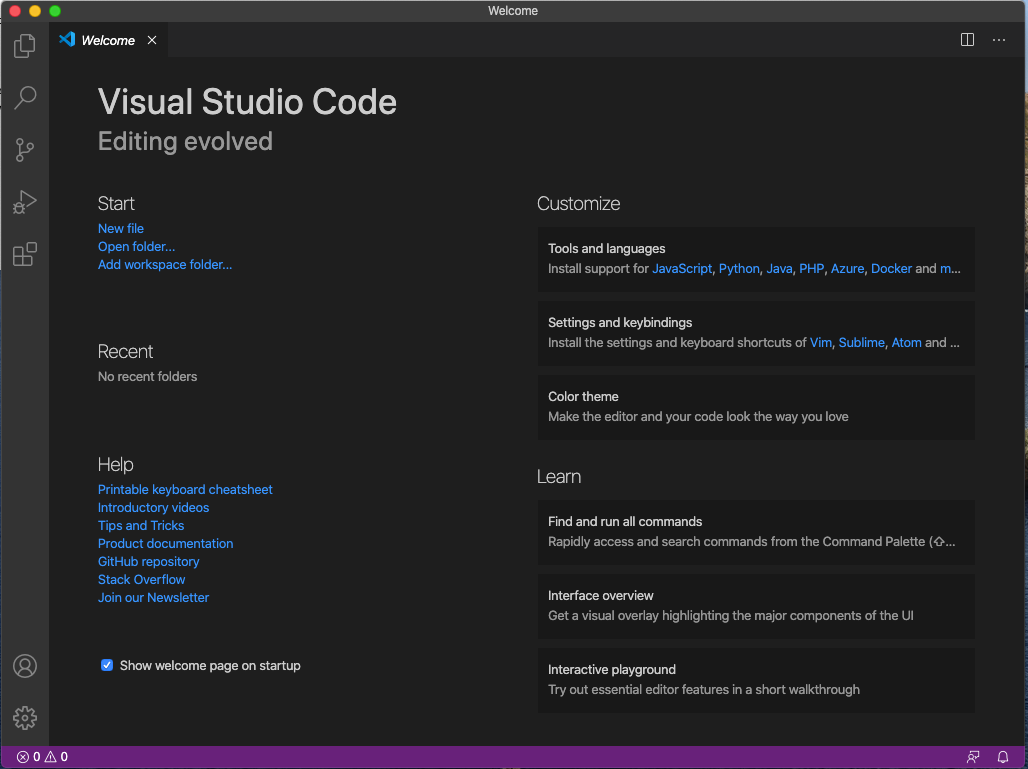 Welcome
Welcome
Visual Studio Code
Editing evolved
Start
New file
Open folder...
Add workspace folder...
Recent
No recent folders
Help
Printable keyboard cheatsheet
Introductory videos
Tips and Tricks
Product documentation
GitHub repository
Stack Overflow
Join our Newsletter
Show welcome page on startup
Customize
Tools and languages
Install support for JavaScript, Python, Java, PHP, Azure, Docker and m...
Settings and keybindings
Install the settings and keyboard shortcuts of Vim, Sublime, Atom and ...
Color theme
Make the editor and your code look the way you love
Learn
Find and run all commands
Rapidly access and search commands from the Command Palette (⇧...
Interface overview
Get a visual overlay highlighting the major components of the UI
Interactive playground
Try out essential editor features in a short walkthrough
0 0